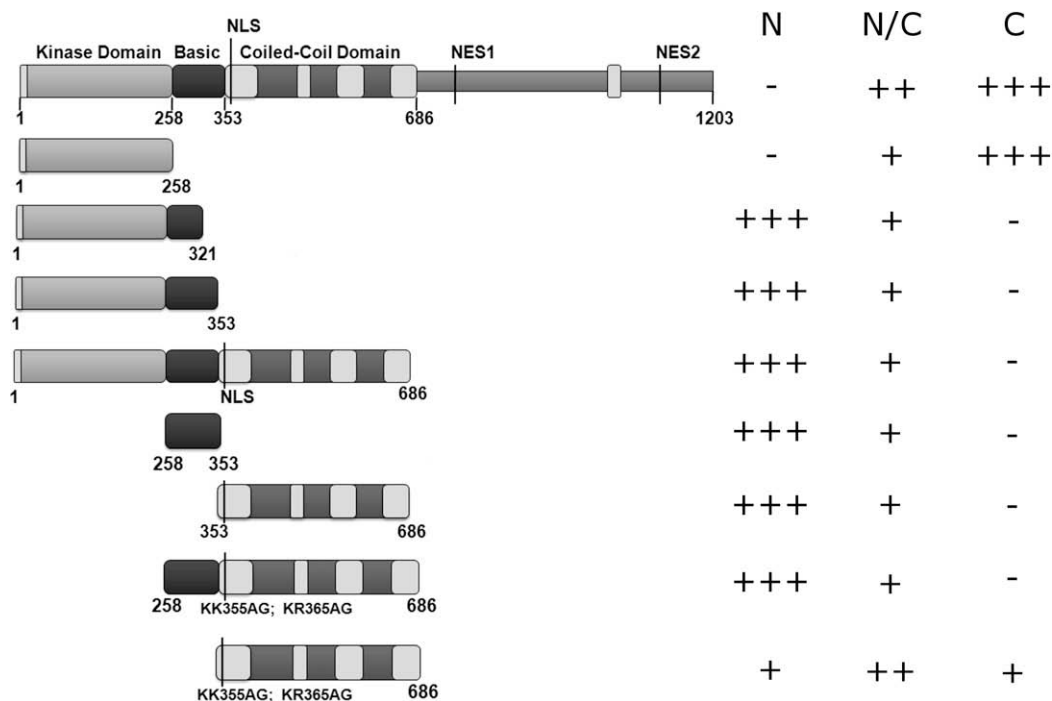 N N/C C
NLS
Kinase Domain Basic Coiled-Coil Domain NES1 NES2
- ++ +++
1 258 353 686 1203
- + +++
1 258
+++ + -
1 321
+++ + -
1 353
+++ + -
1 NLS 686
+++ + -
258 353
+++ + -
353 686
+++ + -
258 KK355AG; KR365AG 686
+ ++ +
KK355AG; KR365AG 686